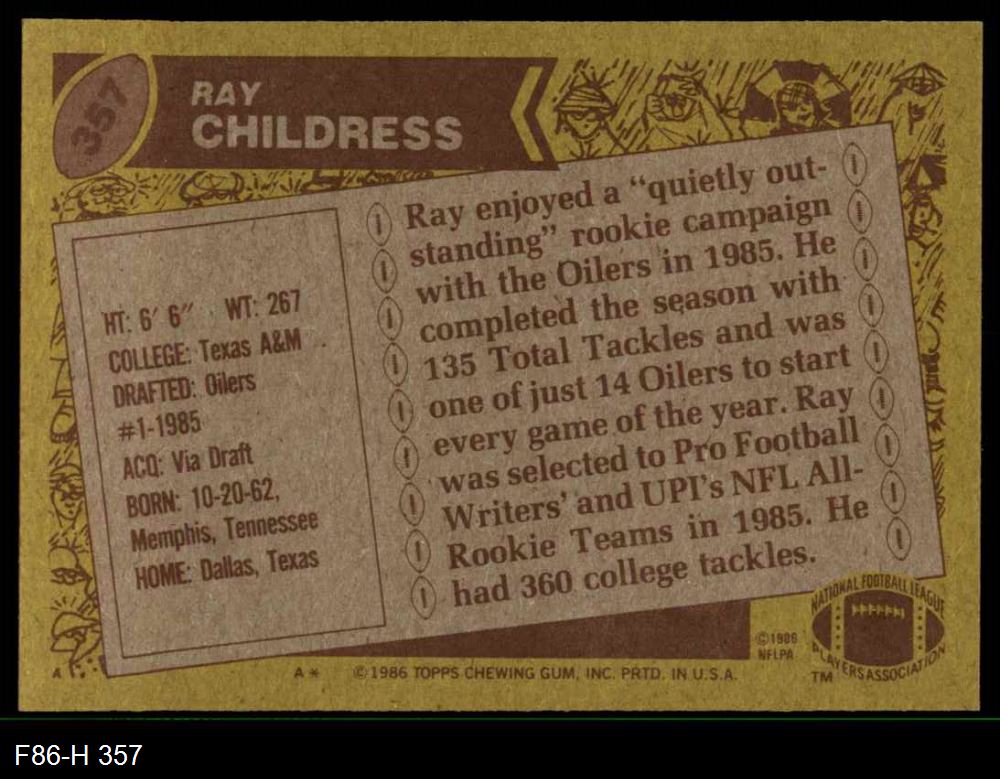 357
RAY
CHILDRESS
HT: 6' 6" WT: 267
COLLEGE: Texas A&M
DRAFTED: Oilers
#1-1985
ACQ: Via Draft
BORN: 10-20-62,
Memphis, Tennessee
HOME: Dallas, Texas
Ray enjoyed a “quietly out-
standing” rookie campaign
with the Oilers in 1985. He
completed the season with
135 Total Tackles and was
one of just 14 Oilers to start
every game of the year. Ray
was selected to Pro Football
Writers’ and UPI’s NFL All-
Rookie Teams in 1985. He
had 360 college tackles.
NATIONAL FOOTBALL LEAGUE
PLAYERS ASSOCIATION
TM
© 1986
NFLPA
A
A* © 1986 TOPPS CHEWING GUM, INC. PRTD. IN U.S.A.
F86-H 357